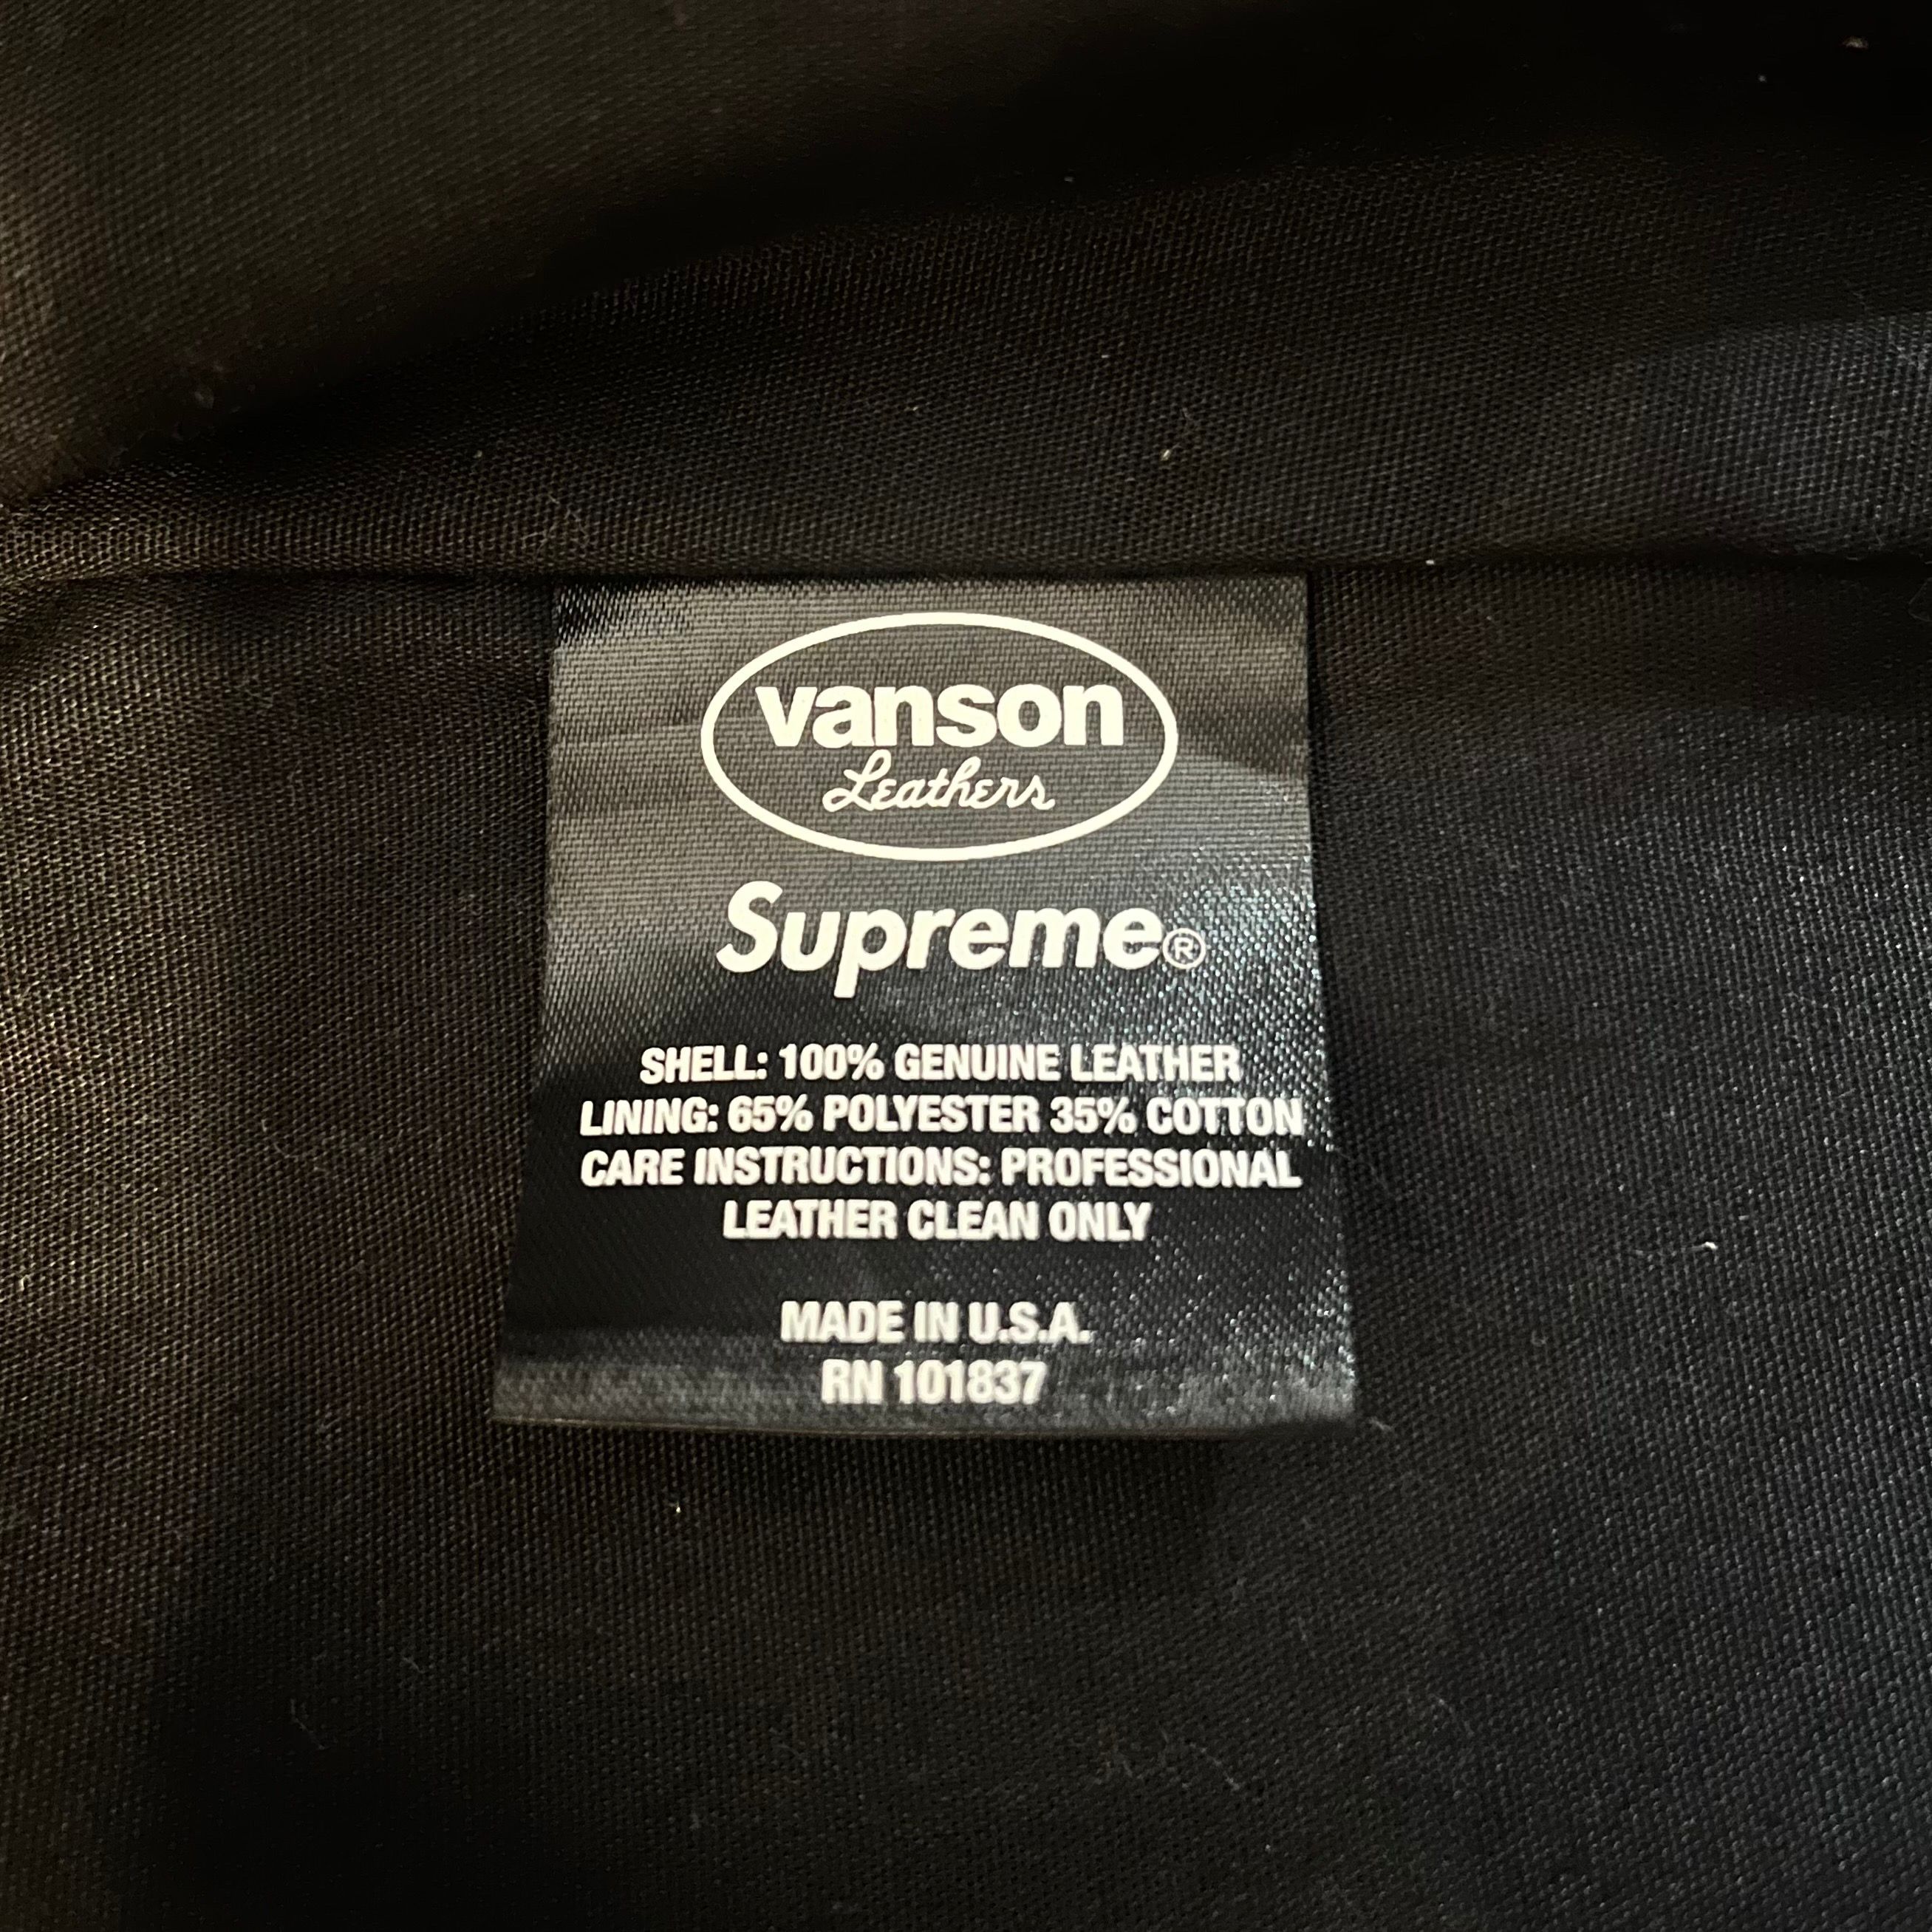 vanson
Leathers
Supreme®
SHELL: 100% GENUINE LEATHER
LINING: 65% POLYESTER 35% COTTON
CARE INSTRUCTIONS: PROFESSIONAL
LEATHER CLEAN ONLY
MADE IN U.S.A.
RN 101837